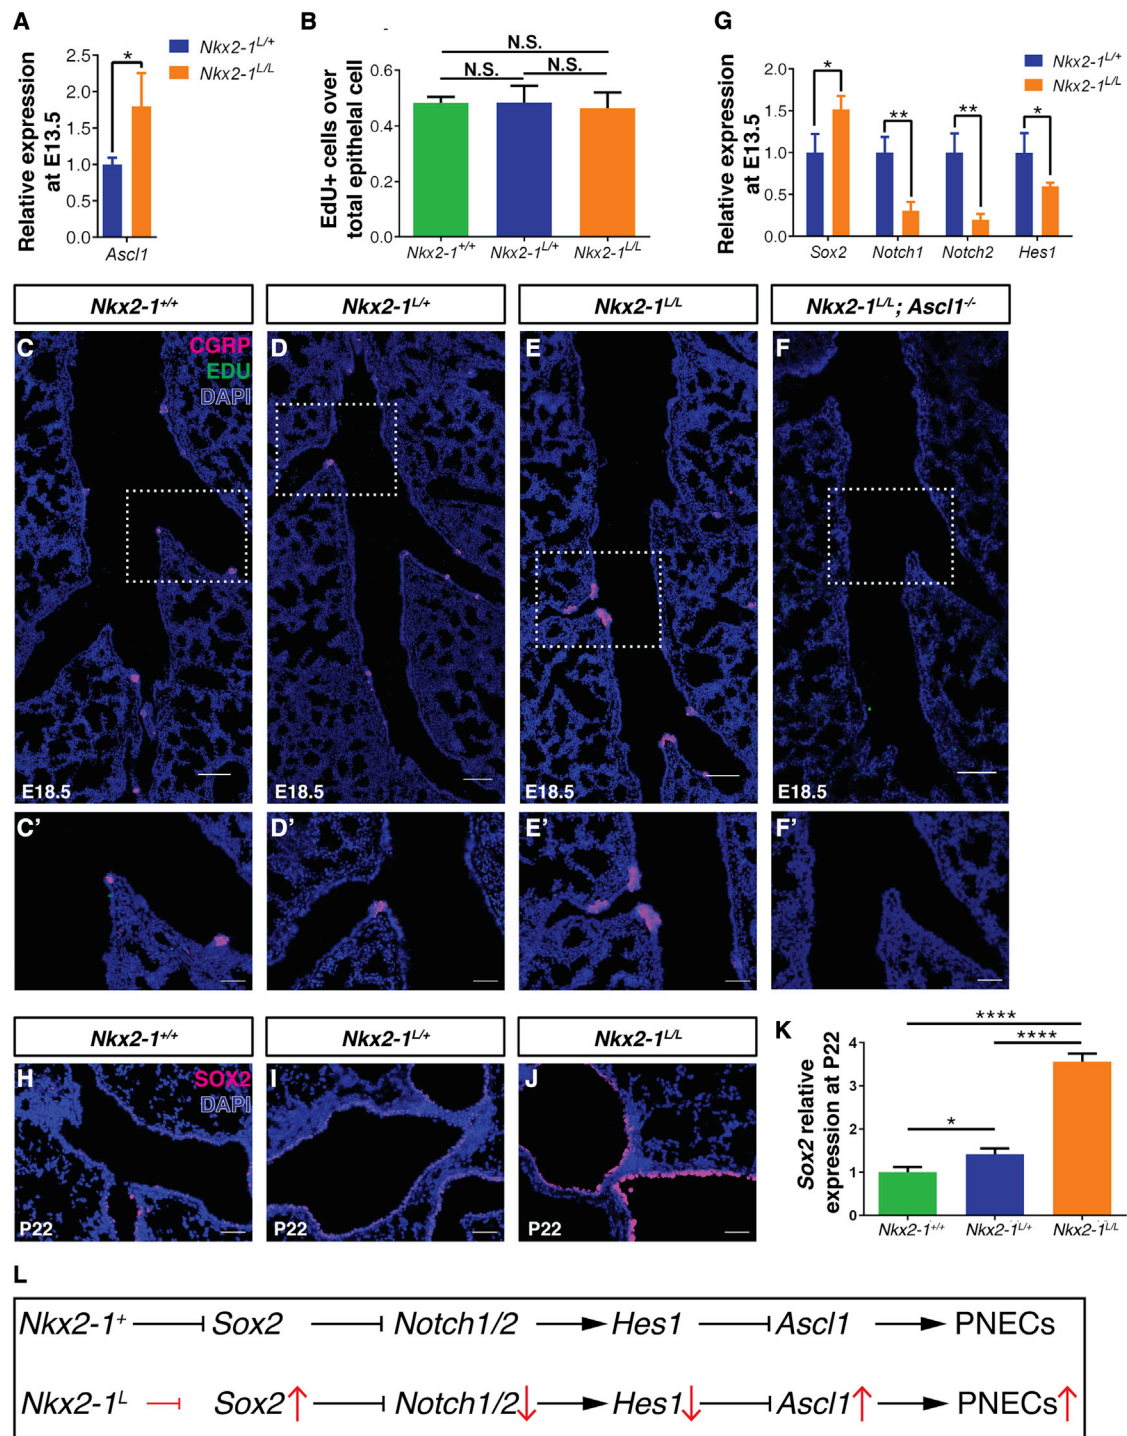 A
Relative expression
at E13.5
2.5
2.0
1.5
1.0
0.5
0.0
*
Ascl1
Nkx2-1L/+
Nkx2-1L/L
B
EdU+ cells over
total epithelal cell
0.6
0.4
0.2
0.0
N.S.
N.S.
N.S.
Nkx2-1+/+
Nkx2-1L/+
Nkx2-1L/L
G
Relative expression
at E13.5
2.0
1.5
1.0
0.5
0.0
*
**
**
*
Sox2
Notch1
Notch2
Hes1
Nkx2-1L/+
Nkx2-1L/L
Nkx2-1+/+
Nkx2-1L/+
Nkx2-1L/L
Nkx2-1L/L; Ascl1-/-
C
CGRP
EDU
DAPI
E18.5
D
E18.5
E
E18.5
F
E18.5
C'
D'
E'
F'
Nkx2-1+/+
Nkx2-1L/+
Nkx2-1L/L
H
SOX2
DAPI
P22
I
P22
J
P22
K
Sox2 relative
expression at P22
4
3
2
1
0
****
****
*
Nkx2-1+/+
Nkx2-1L/+
Nkx2-1L/L
L
Nkx2-1+ ⊣ Sox2 ⊣ Notch1/2 → Hes1 ⊣ Ascl1 → PNECs
Nkx2-1L ⊣ Sox2↑ ⊣ Notch1/2↓ → Hes1↓ ⊣ Ascl1↑ → PNECs↑